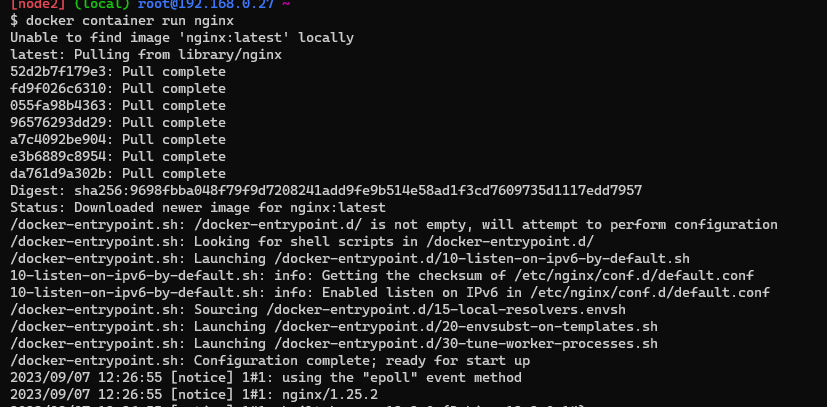 [node2] (local) root@192.168.0.27 ~
$ docker container run nginx
Unable to find image 'nginx:latest' locally
latest: Pulling from library/nginx
52d2b7f179e3: Pull complete
fd9f026c6310: Pull complete
055fa98b4363: Pull complete
96576293dd29: Pull complete
a7c4092be904: Pull complete
e3b6889c8954: Pull complete
da761d9a302b: Pull complete
Digest: sha256:9698fbba048f79f9d7208241add9fe9b514e58ad1f3cd7609735d1117edd7957
Status: Downloaded newer image for nginx:latest
/docker-entrypoint.sh: /docker-entrypoint.d/ is not empty, will attempt to perform configuration
/docker-entrypoint.sh: Looking for shell scripts in /docker-entrypoint.d/
/docker-entrypoint.sh: Launching /docker-entrypoint.d/10-listen-on-ipv6-by-default.sh
10-listen-on-ipv6-by-default.sh: info: Getting the checksum of /etc/nginx/conf.d/default.conf
10-listen-on-ipv6-by-default.sh: info: Enabled listen on IPv6 in /etc/nginx/conf.d/default.conf
/docker-entrypoint.sh: Sourcing /docker-entrypoint.d/15-local-resolvers.envsh
/docker-entrypoint.sh: Launching /docker-entrypoint.d/20-envsubst-on-templates.sh
/docker-entrypoint.sh: Launching /docker-entrypoint.d/30-tune-worker-processes.sh
/docker-entrypoint.sh: Configuration complete; ready for start up
2023/09/07 12:26:55 [notice] 1#1: using the "epoll" event method
2023/09/07 12:26:55 [notice] 1#1: nginx/1.25.2